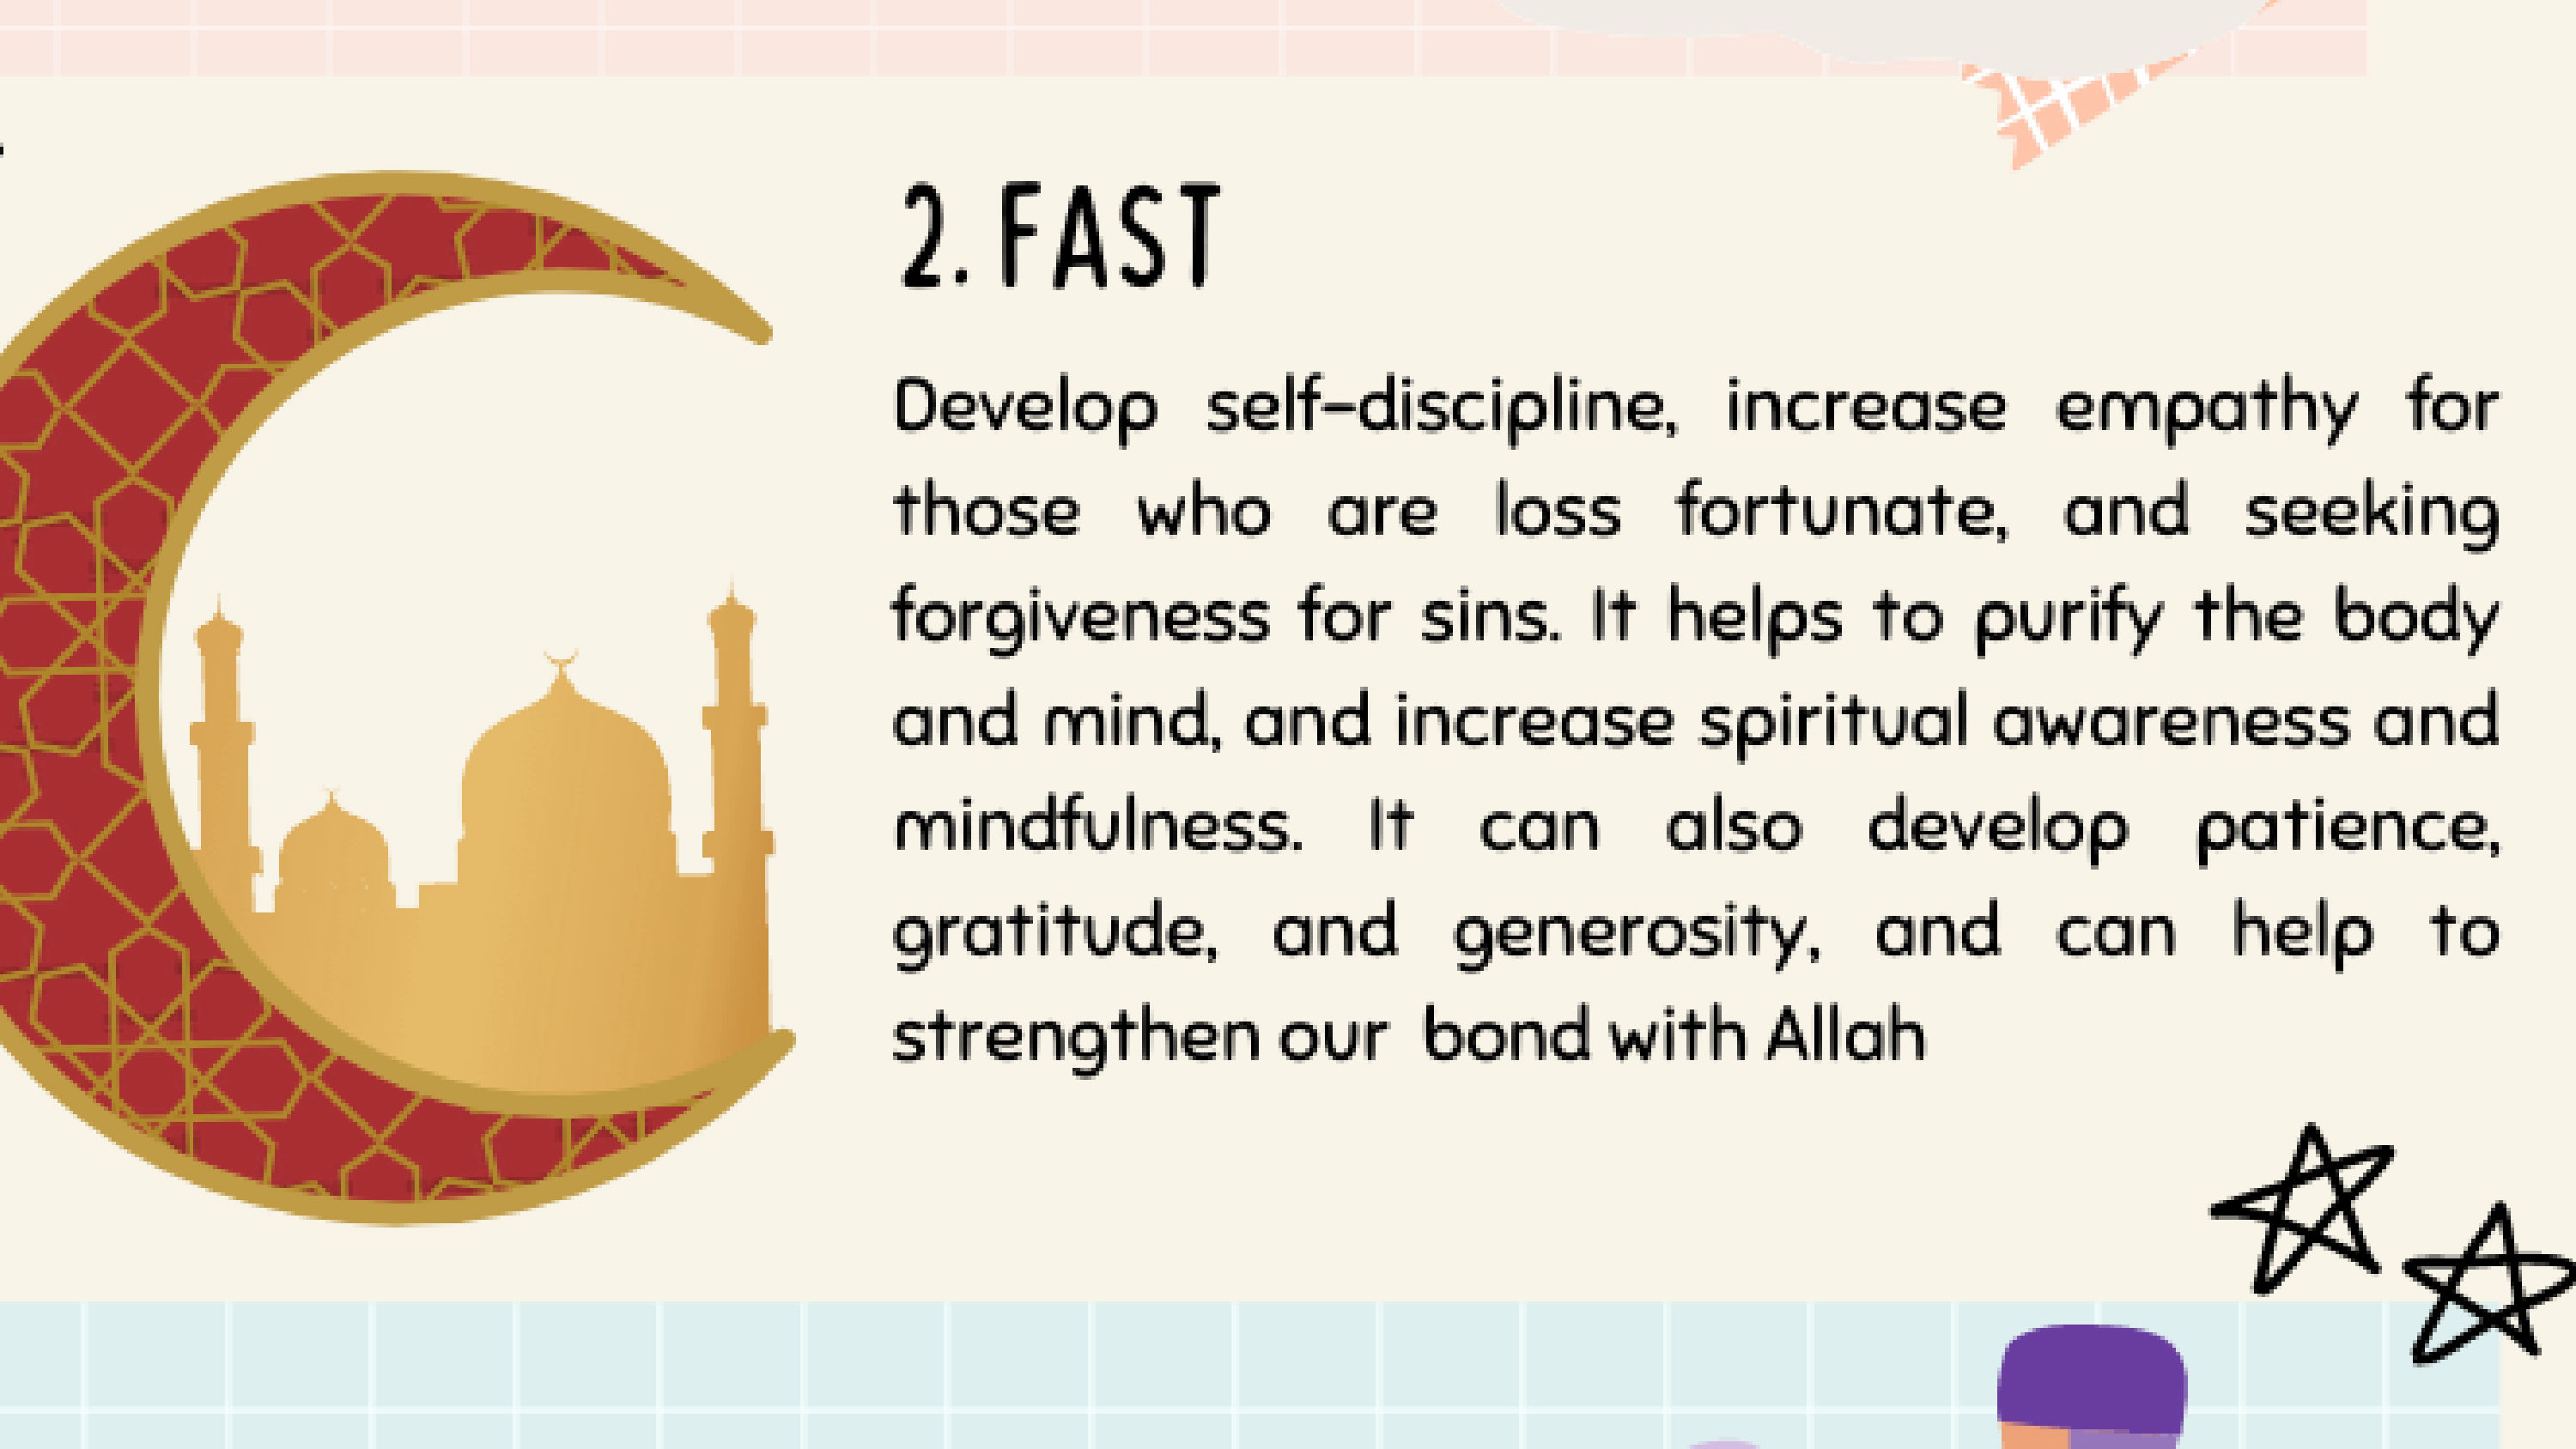 2. FAST
Develop self-discipline, increase empathy for
those who are loss fortunate, and seeking
forgiveness for sins. It helps to purify the body
and mind, and increase spiritual awareness and
mindfulness. It can also develop patience,
gratitude, and generosity, and can help to
strengthen our bond with Allah